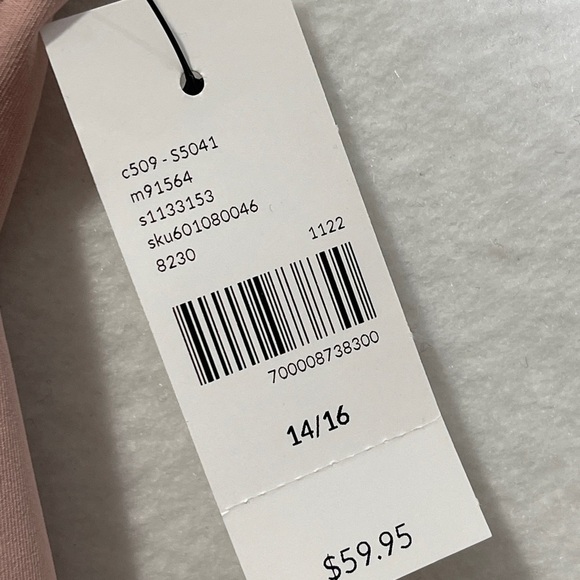 c509 - S5041
m91564
s1133153
sku601080046
8230
1122
700008738300
14/16
$59.95